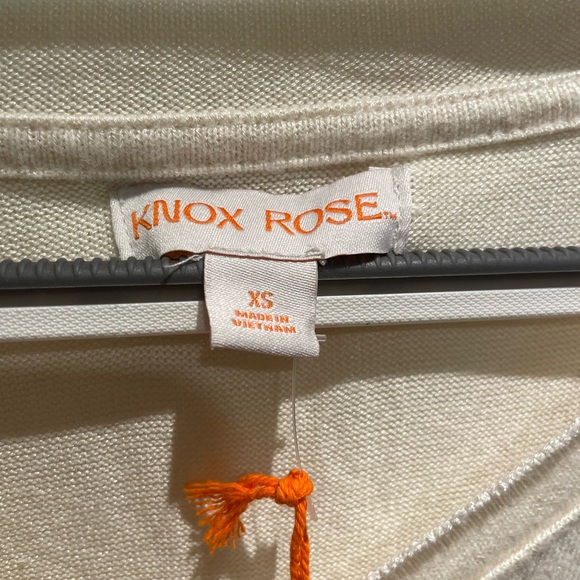 KNOX ROSE™
XS
MADE IN
VIETNAM